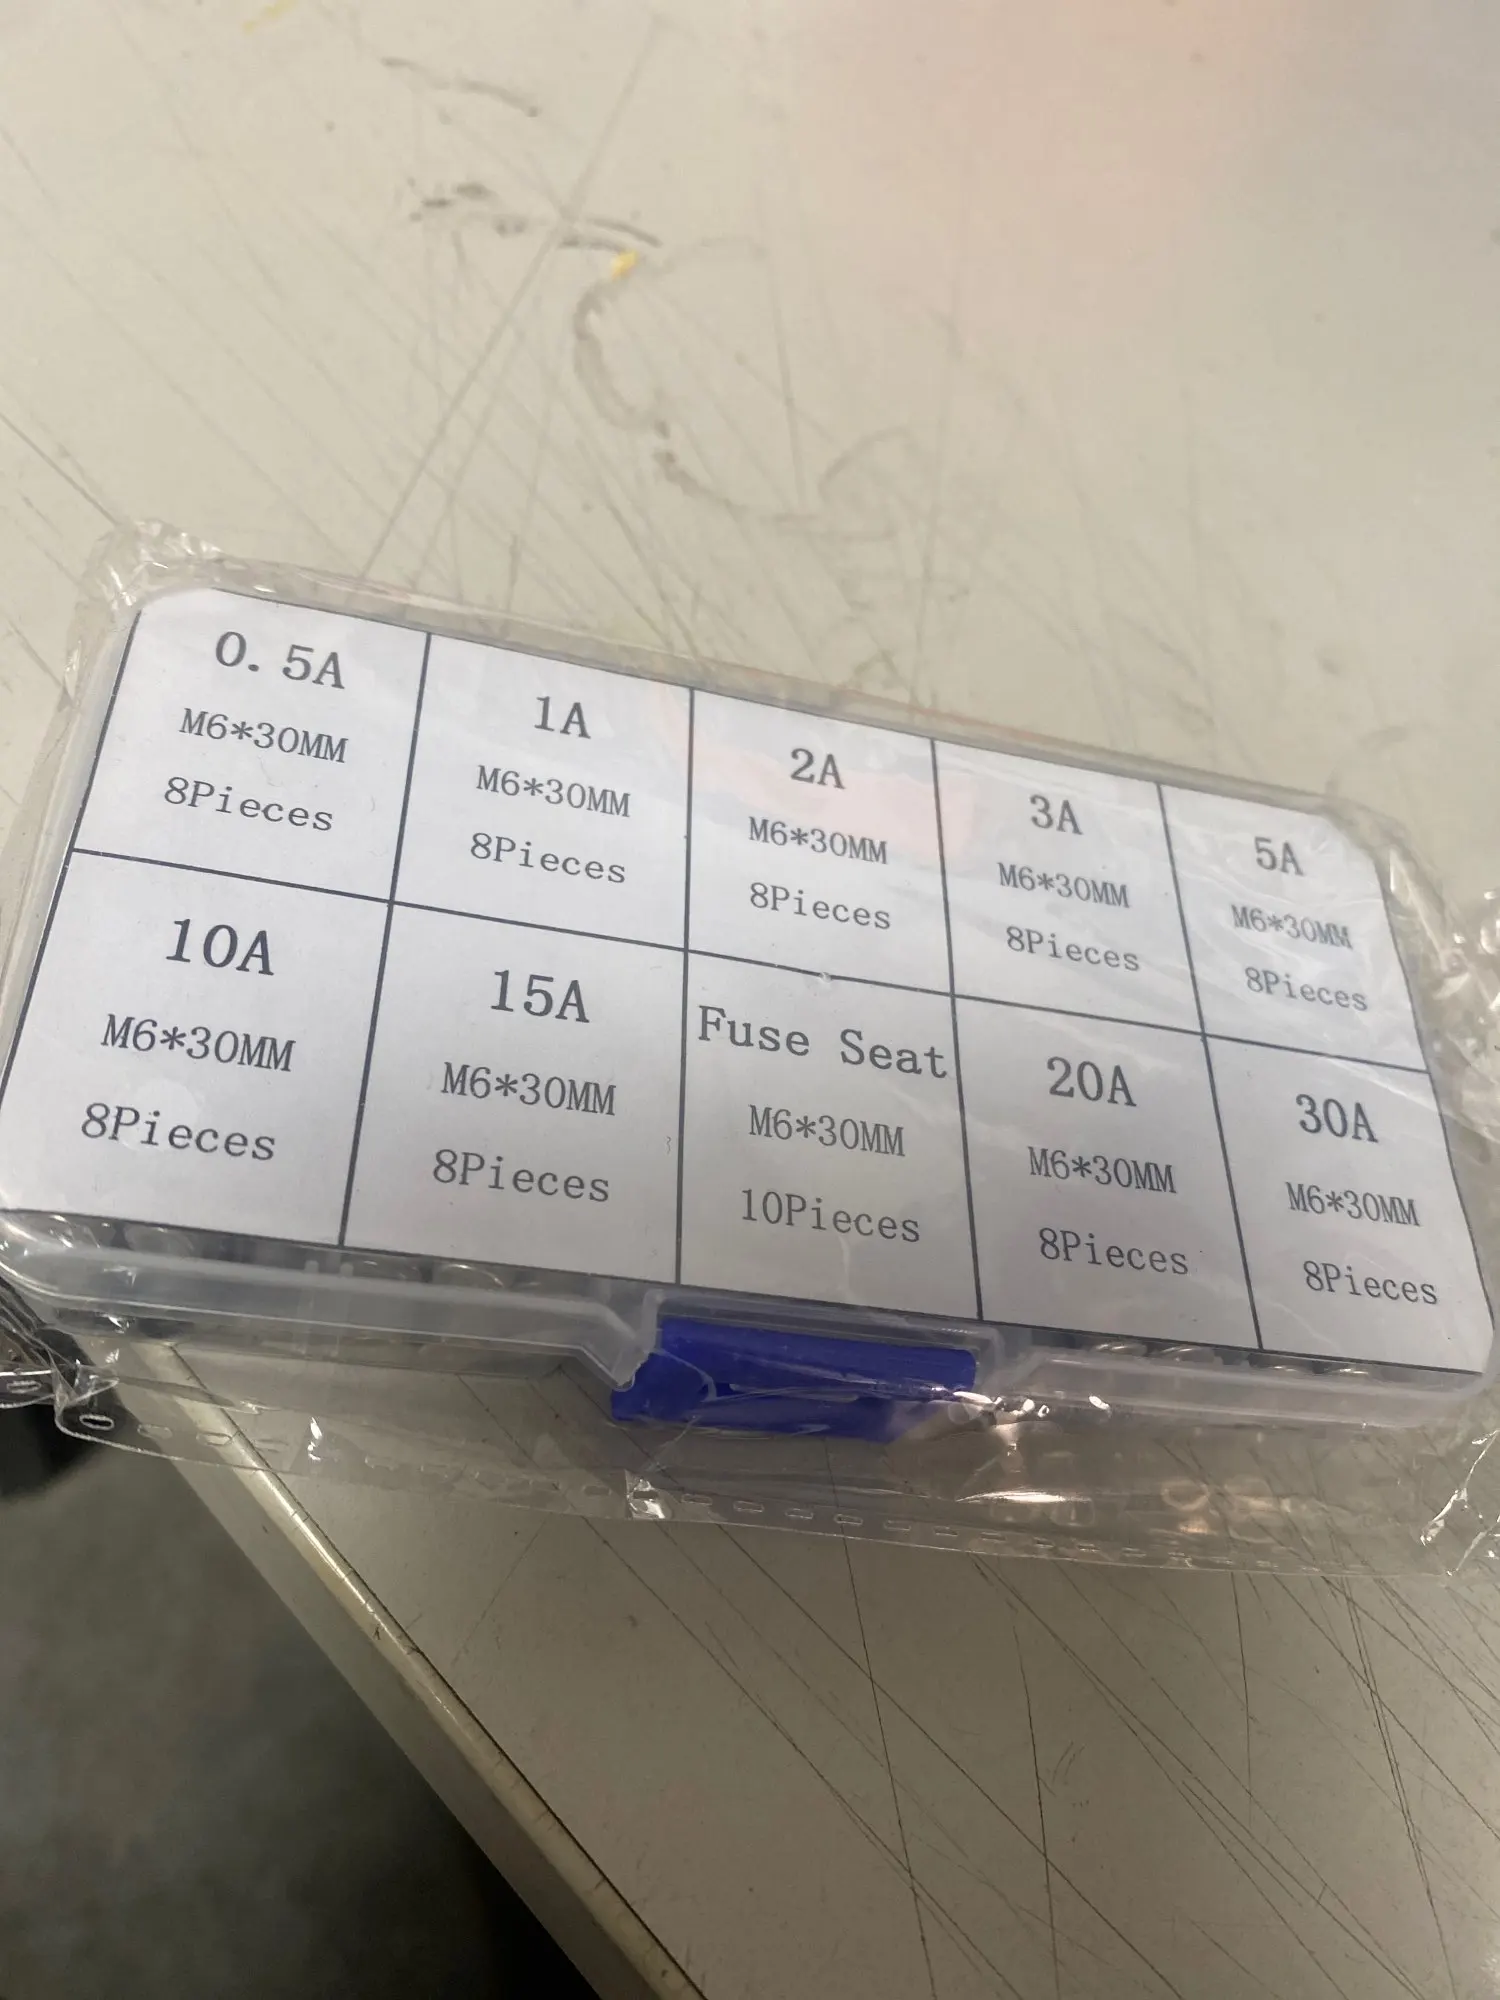 0.5A
M6*30MM
8Pieces
1A
M6*30MM
8Pieces
2A
M6*30MM
8Pieces
3A
M6*30MM
8Pieces
5A
M6*30MM
8Pieces
10A
M6*30MM
8Pieces
15A
M6*30MM
8Pieces
Fuse Seat
M6*30MM
10Pieces
20A
M6*30MM
8Pieces
30A
M6*30MM
8Pieces